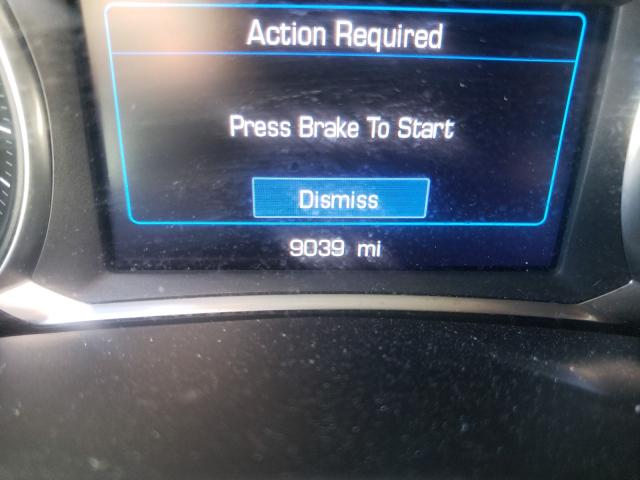 Action Required
Press Brake To Start
Dismiss
9039 mi